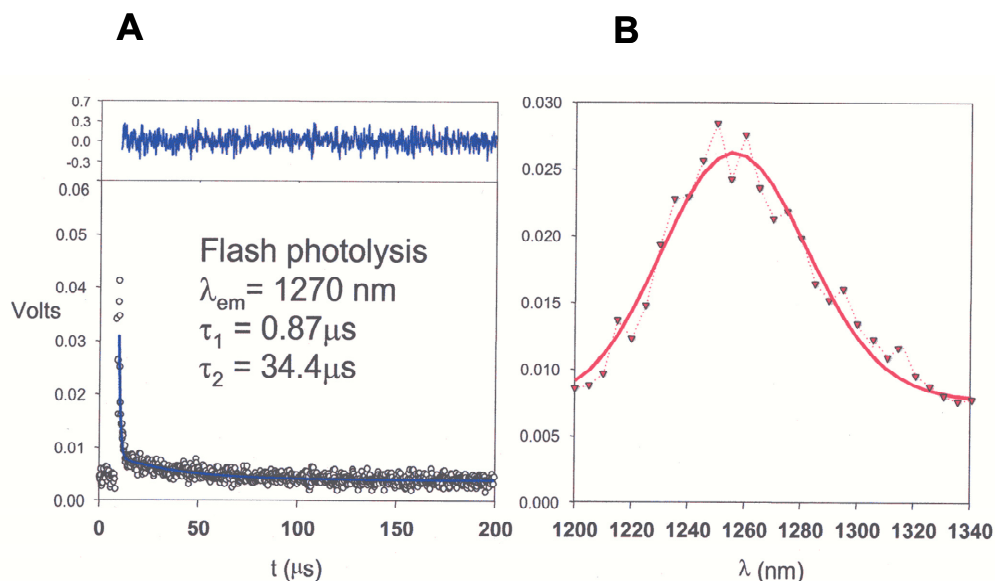 A
B
0.7
0.3
0.0
-0.3
0.06
0.05
0.04
0.03
0.02
0.01
0.00
Volts
Flash photolysis
λem= 1270 nm
τ1 = 0.87μs
τ2 = 34.4μs
0 50 100 150 200
t (μs)
0.030
0.025
0.020
0.015
0.010
0.005
0.000
1200 1220 1240 1260 1280 1300 1320 1340
λ (nm)